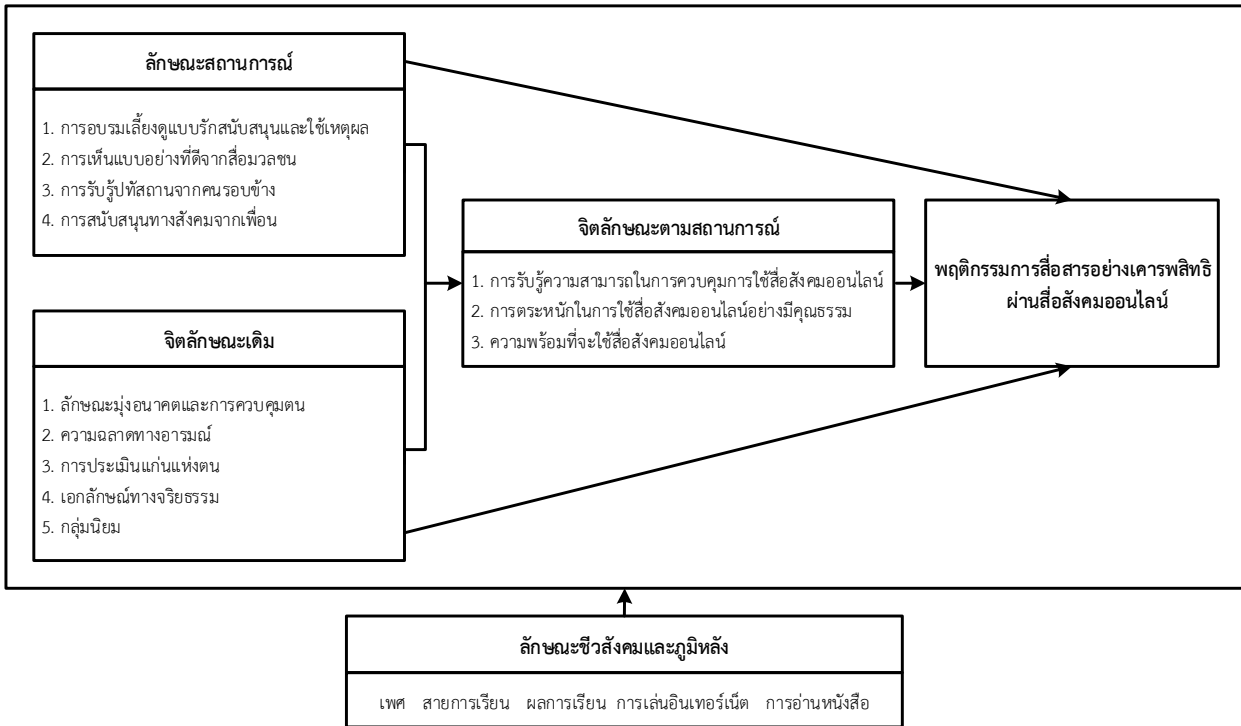 ลักษณะสถานการณ์
1. การอบรมเลี้ยงดูแบบรักสนับสนุนและใช้เหตุผล
2. การเห็นแบบอย่างที่ดีจากสื่อมวลชน
3. การรับรู้ปทัสถานจากคนรอบข้าง
4. การสนับสนุนทางสังคมจากเพื่อน
จิตลักษณะเดิม
1. ลักษณะมุ่งอนาคตและการควบคุมตน
2. ความฉลาดทางอารมณ์
3. การประเมินแก่นแห่งตน
4. เอกลักษณ์ทางจริยธรรม
5. กลุ่มนิยม
จิตลักษณะตามสถานการณ์
1. การรับรู้ความสามารถในการควบคุมการใช้สื่อสังคมออนไลน์
2. การตระหนักในการใช้สื่อสังคมออนไลน์อย่างมีคุณธรรม
3. ความพร้อมที่จะใช้สื่อสังคมออนไลน์
พฤติกรรมการสื่อสารอย่างเคารพสิทธิ
ผ่านสื่อสังคมออนไลน์
ลักษณะชีวสังคมและภูมิหลัง
เพศ สายการเรียน ผลการเรียน การเล่นอินเทอร์เน็ต การอ่านหนังสือ